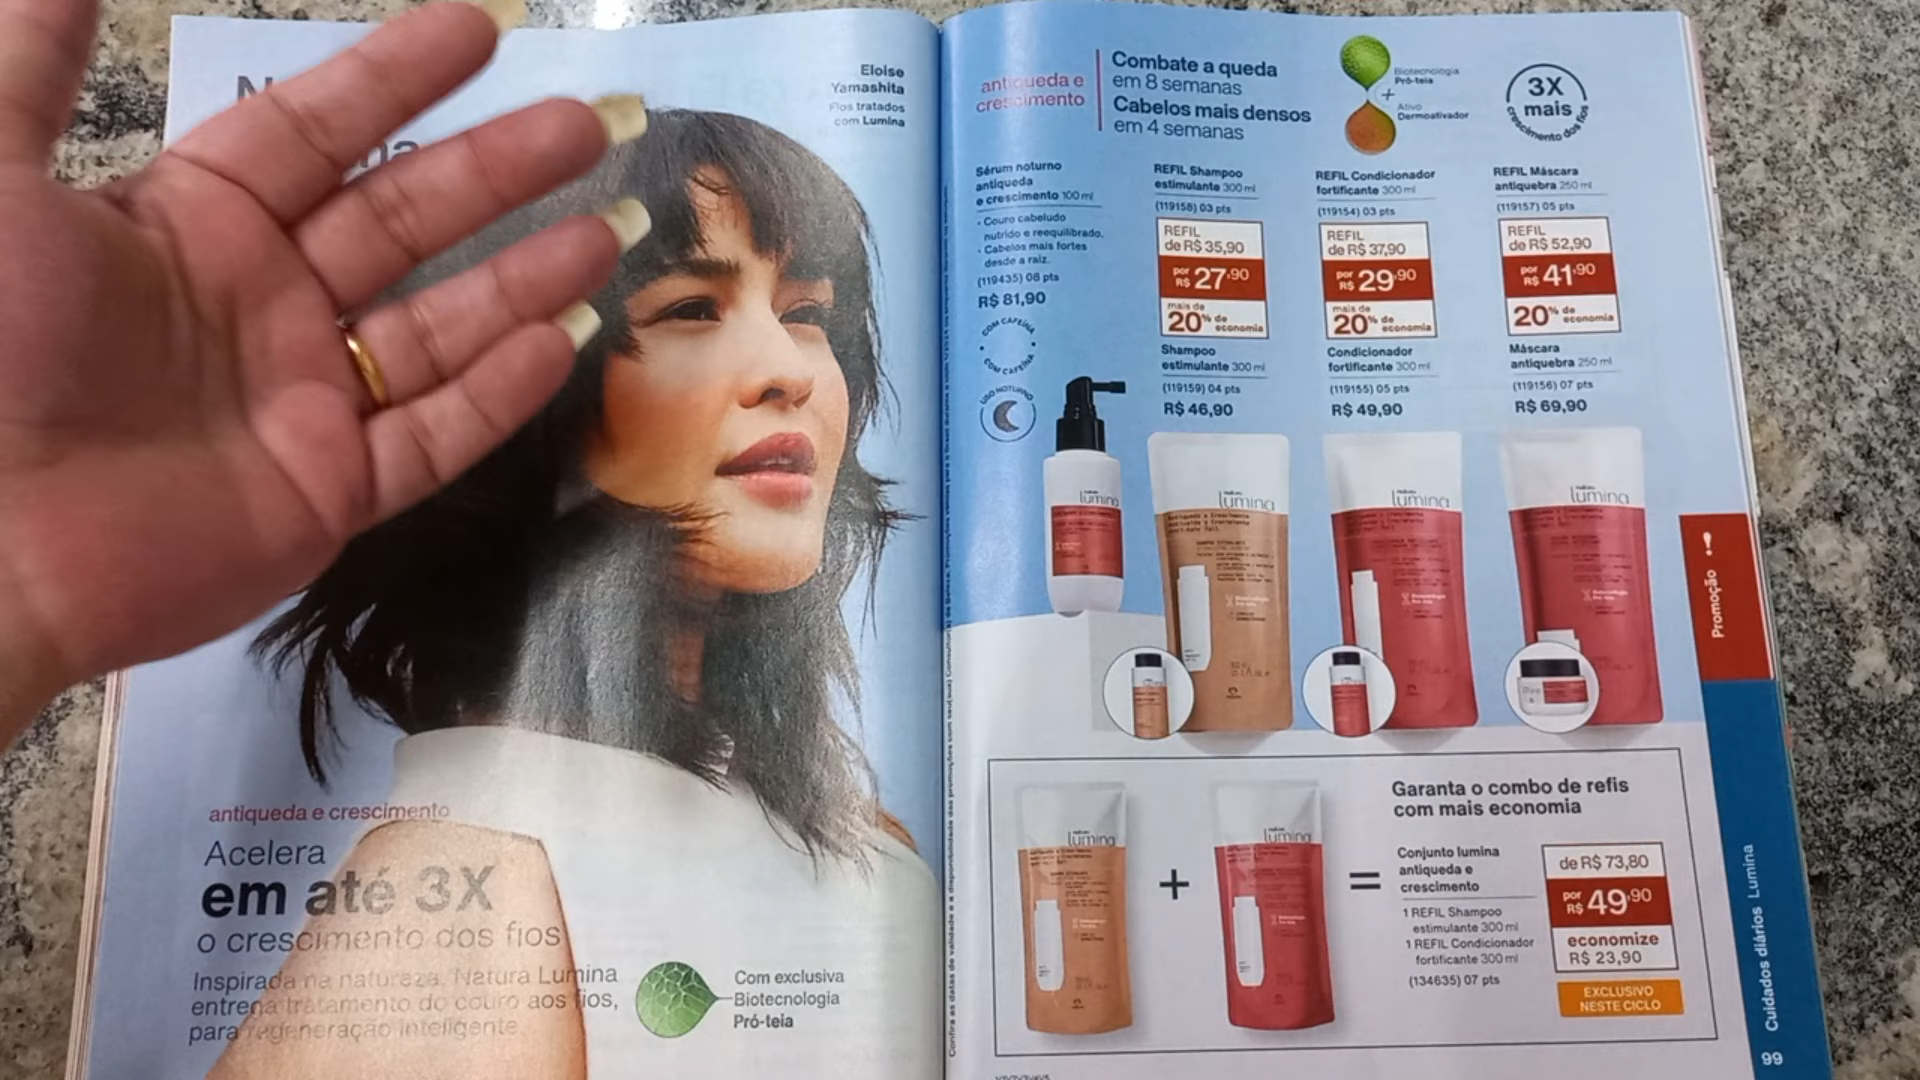 Eloise
Yamashita
Fios tratados
com Lumina
antiqueda e crescimento
Acelera
em até 3X
o crescimento dos fios
Inspirada na natureza, Natura Lumina
entrega tratamento do couro aos fios,
para regeneração inteligente.
Com exclusiva
Biotecnologia
Pró-teia
antiqueda e
crescimento
Combate a queda
em 8 semanas
Cabelos mais densos
em 4 semanas
Biotecnologia
Pró-teia
+
Ativo
Dermoativador
3X
mais
crescimento dos fios
Sérum noturno
antiqueda
e crescimento 100 ml
• Couro cabeludo
nutrido e reequilibrado.
• Cabelos mais fortes
desde a raiz.
(119435) 08 pts
R$ 81,90
COM CAFEÍNA
COM CAFEÍNA
USO NOTURNO
REFIL Shampoo
estimulante 300 ml
(119158) 03 pts
REFIL
de R$ 35,90
por
R$ 27,90
mais de
20% de
economia
Shampoo
estimulante 300 ml
(119159) 04 pts
R$ 46,90
REFIL Condicionador
fortificante 300 ml
(119154) 03 pts
REFIL
de R$ 37,90
por
R$ 29,90
mais de
20% de
economia
Condicionador
fortificante 300 ml
(119155) 05 pts
R$ 49,90
REFIL Máscara
antiquebra 250 ml
(119157) 05 pts
REFIL
de R$ 52,90
por
R$ 41,90
20% de
economia
Máscara
antiquebra 250 ml
(119156) 07 pts
R$ 69,90
lumina
lumina
lumina
lumina
Promoção
lumina
lumina
+
=
Garanta o combo de refis
com mais economia
Conjunto lumina
antiqueda e
crescimento
1 REFIL Shampoo
estimulante 300 ml
1 REFIL Condicionador
fortificante 300 ml
(134635) 07 pts
de R$ 73,80
por
R$ 49,90
economize
R$ 23,90
EXCLUSIVO
NESTE CICLO
Cuidados diários Lumina
99